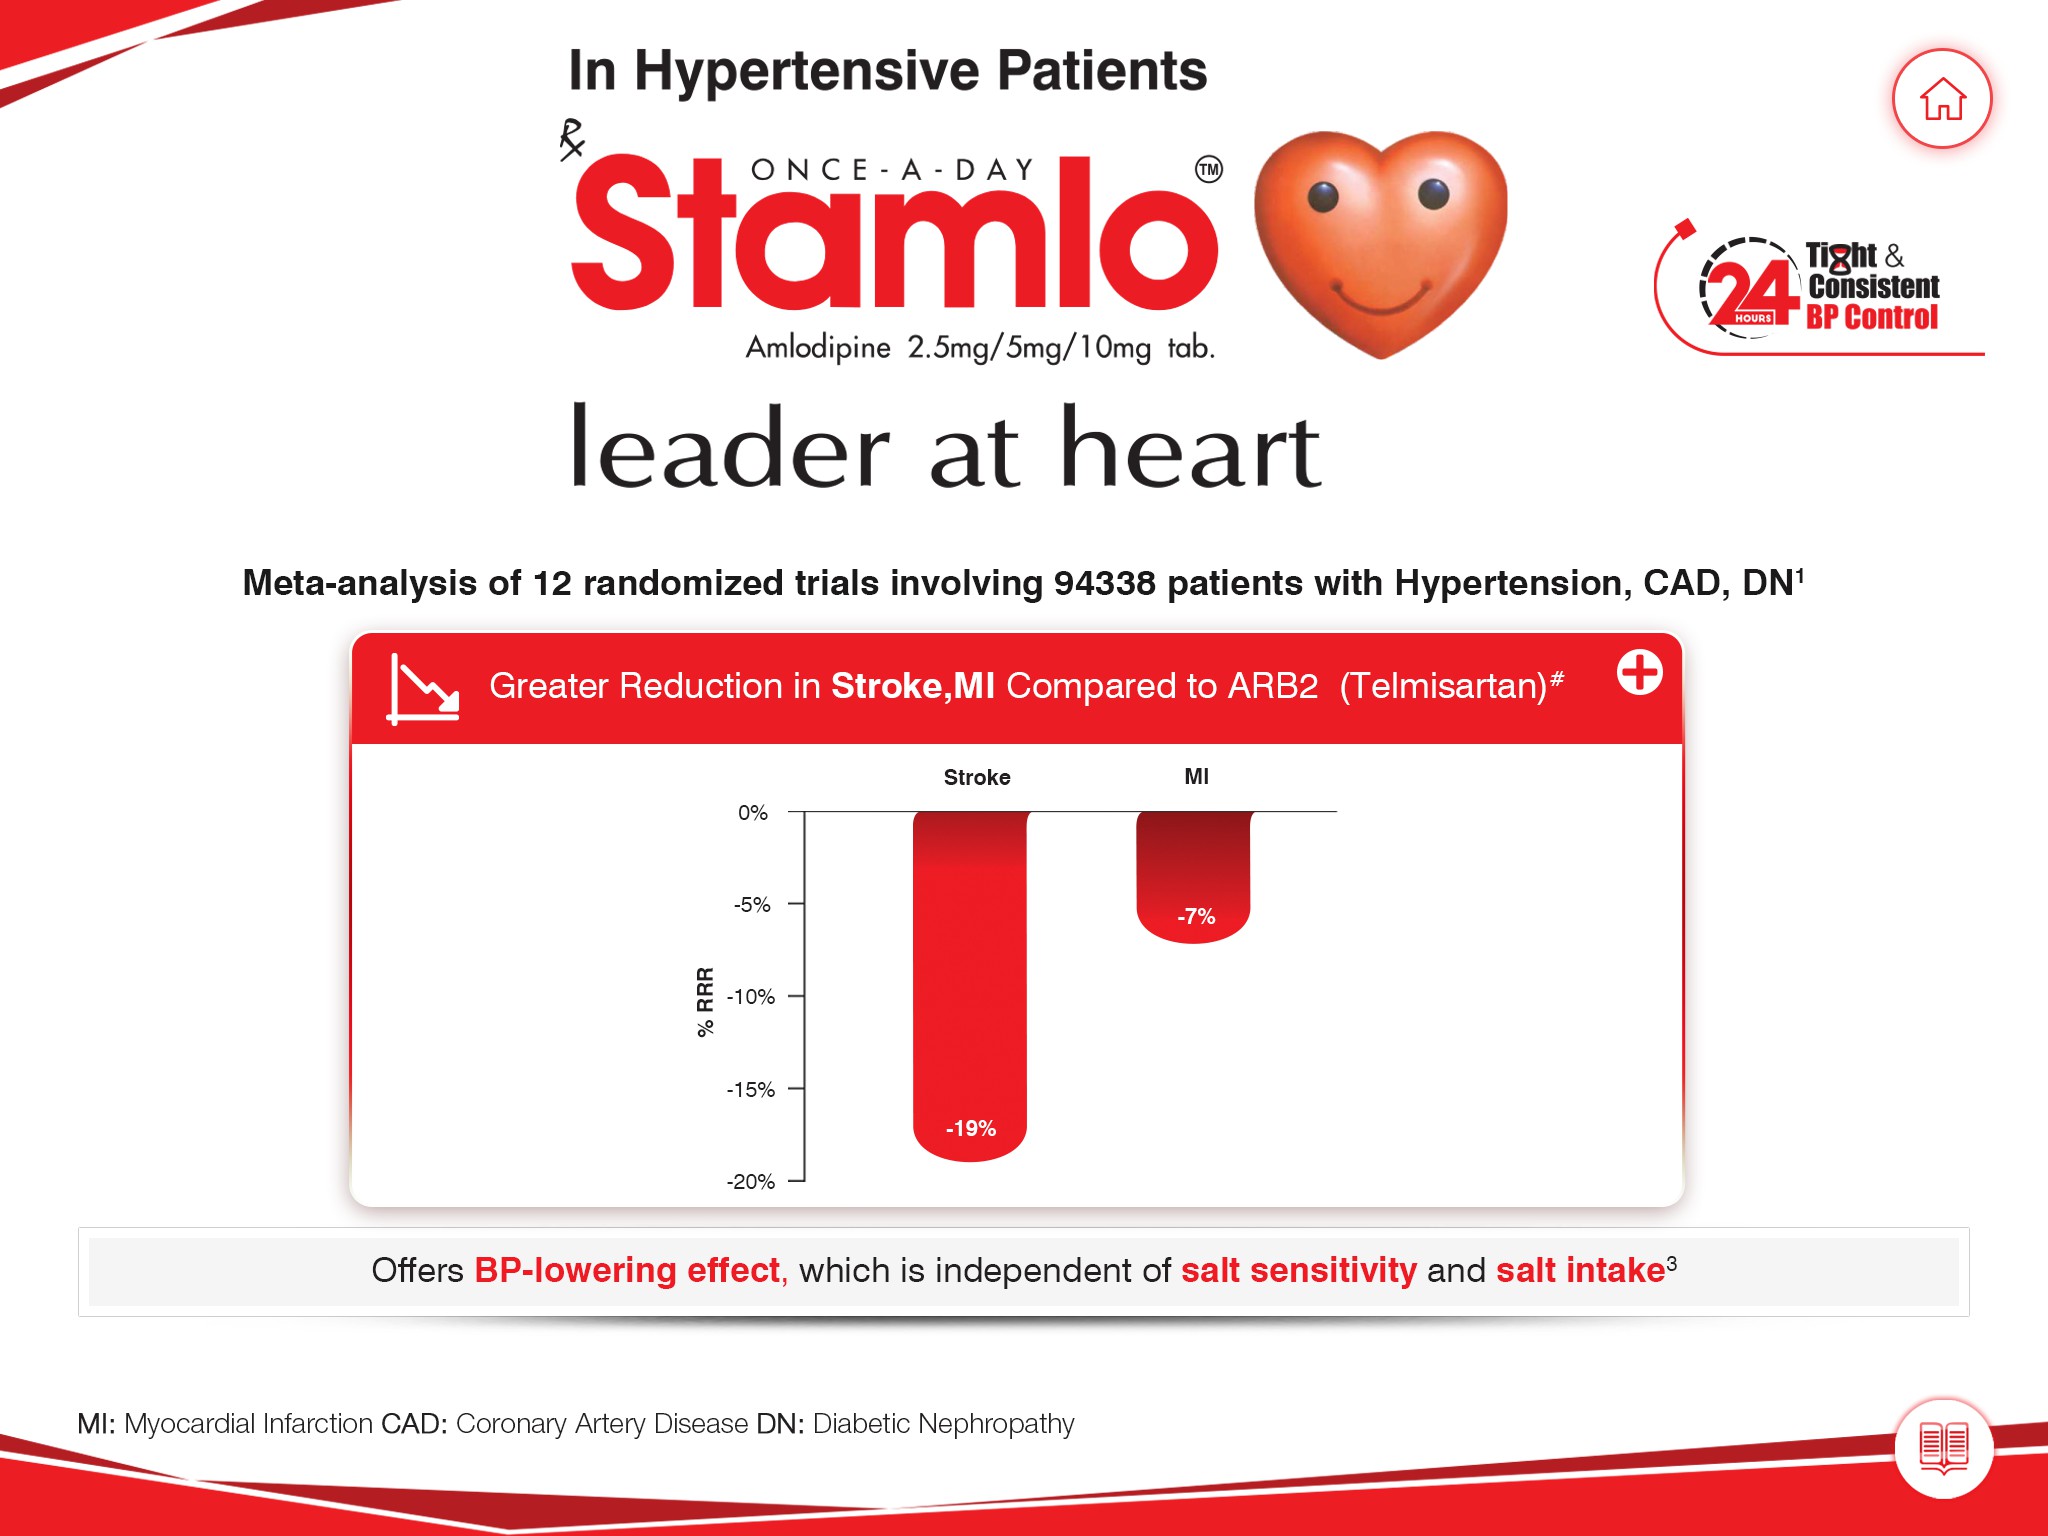 In Hypertensive Patients
℞
ONCE-A-DAY
Stamlo™
Amlodipine 2.5mg/5mg/10mg tab.
leader at heart
24 HOURS
Tight &
Consistent
BP Control
Meta-analysis of 12 randomized trials involving 94338 patients with Hypertension, CAD, DN¹
Greater Reduction in Stroke,MI Compared to ARB2 (Telmisartan)#
Stroke MI
0%
-5%
-7%
% RRR
-10%
-15%
-19%
-20%
Offers BP-lowering effect, which is independent of salt sensitivity and salt intake³
MI: Myocardial Infarction CAD: Coronary Artery Disease DN: Diabetic Nephropathy